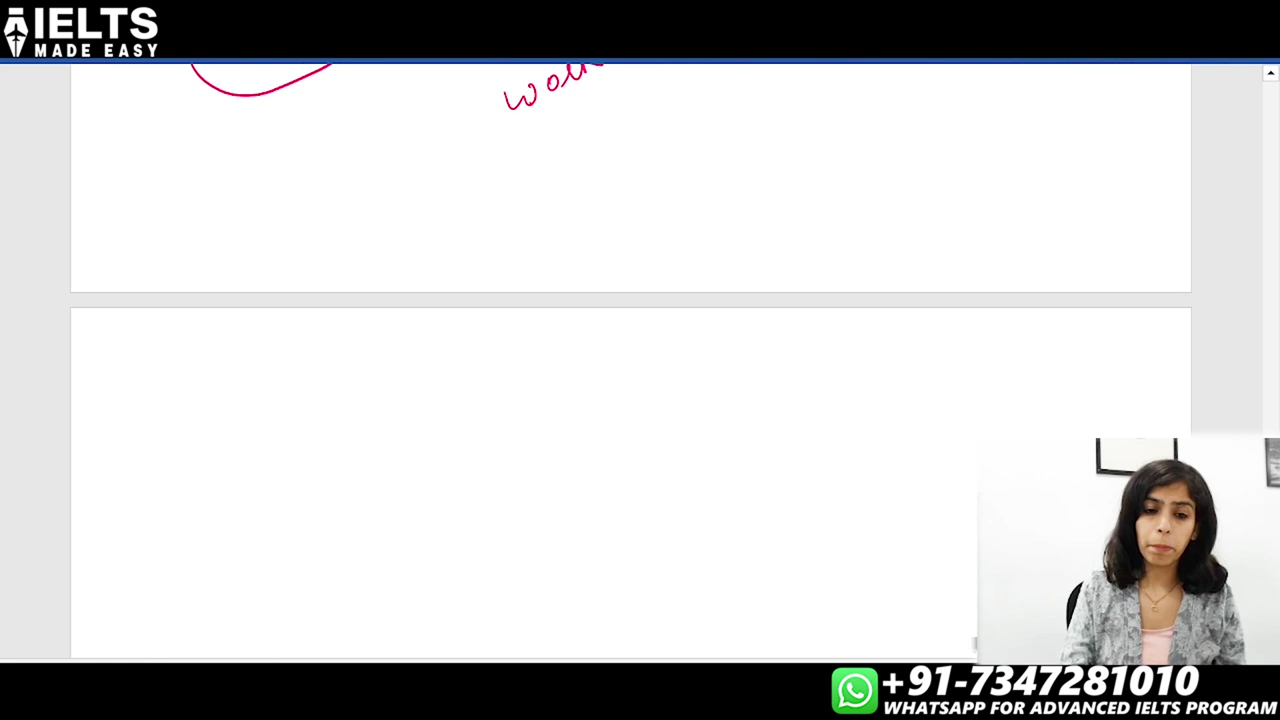 IELTS
MADE EASY
+91-7347281010
WHATSAPP FOR ADVANCED IELTS PROGRAM